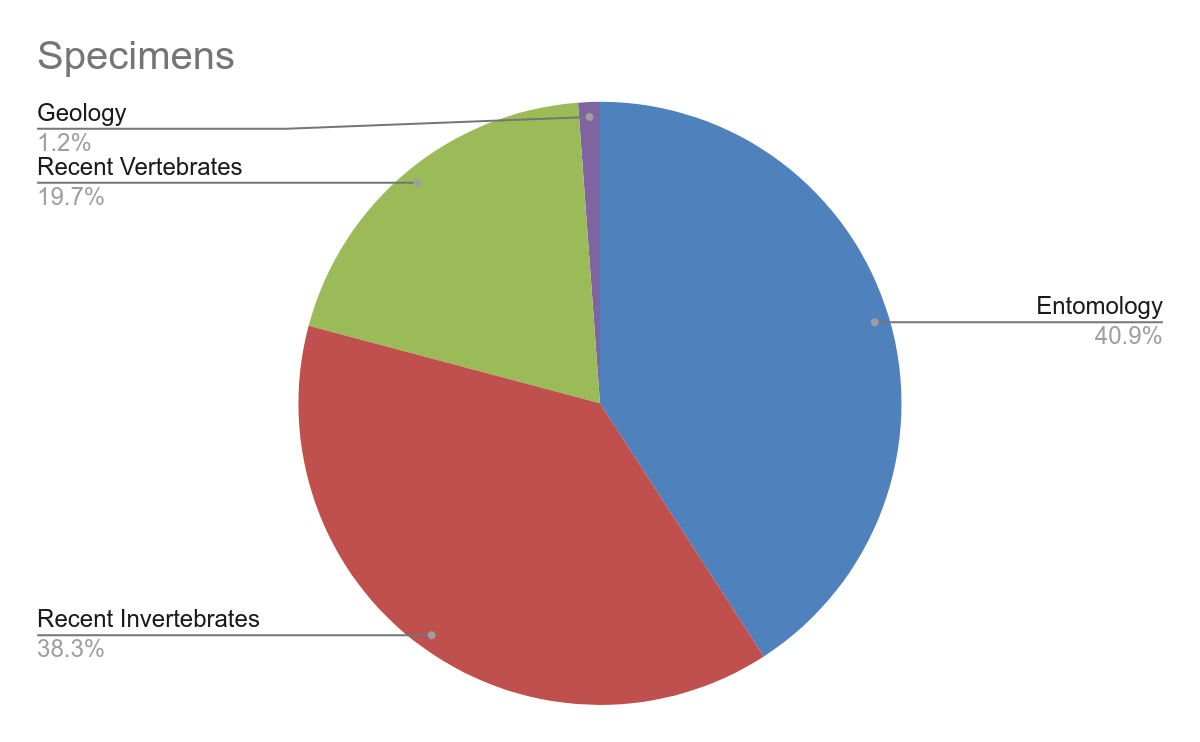 Specimens
Geology
1.2%
Recent Vertebrates
19.7%
Entomology
40.9%
Recent Invertebrates
38.3%